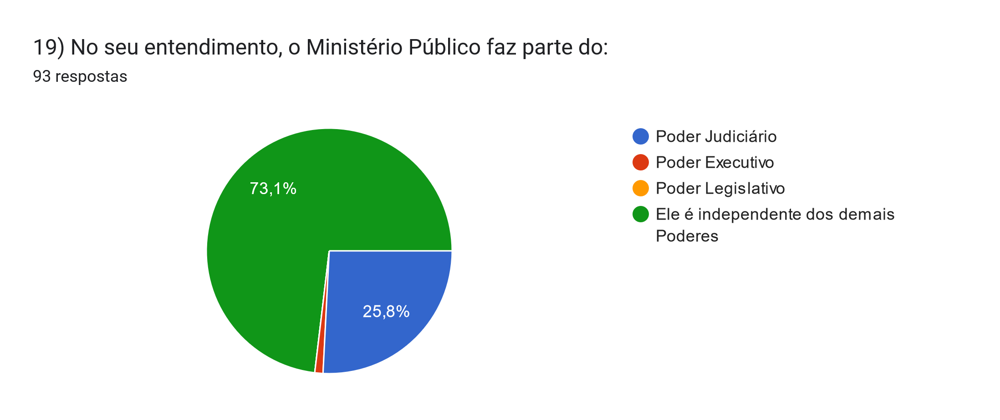 19) No seu entendimento, o Ministério Público faz parte do:
93 respostas
73,1%
25,8%
Poder Judiciário
Poder Executivo
Poder Legislativo
Ele é independente dos demais
Poderes